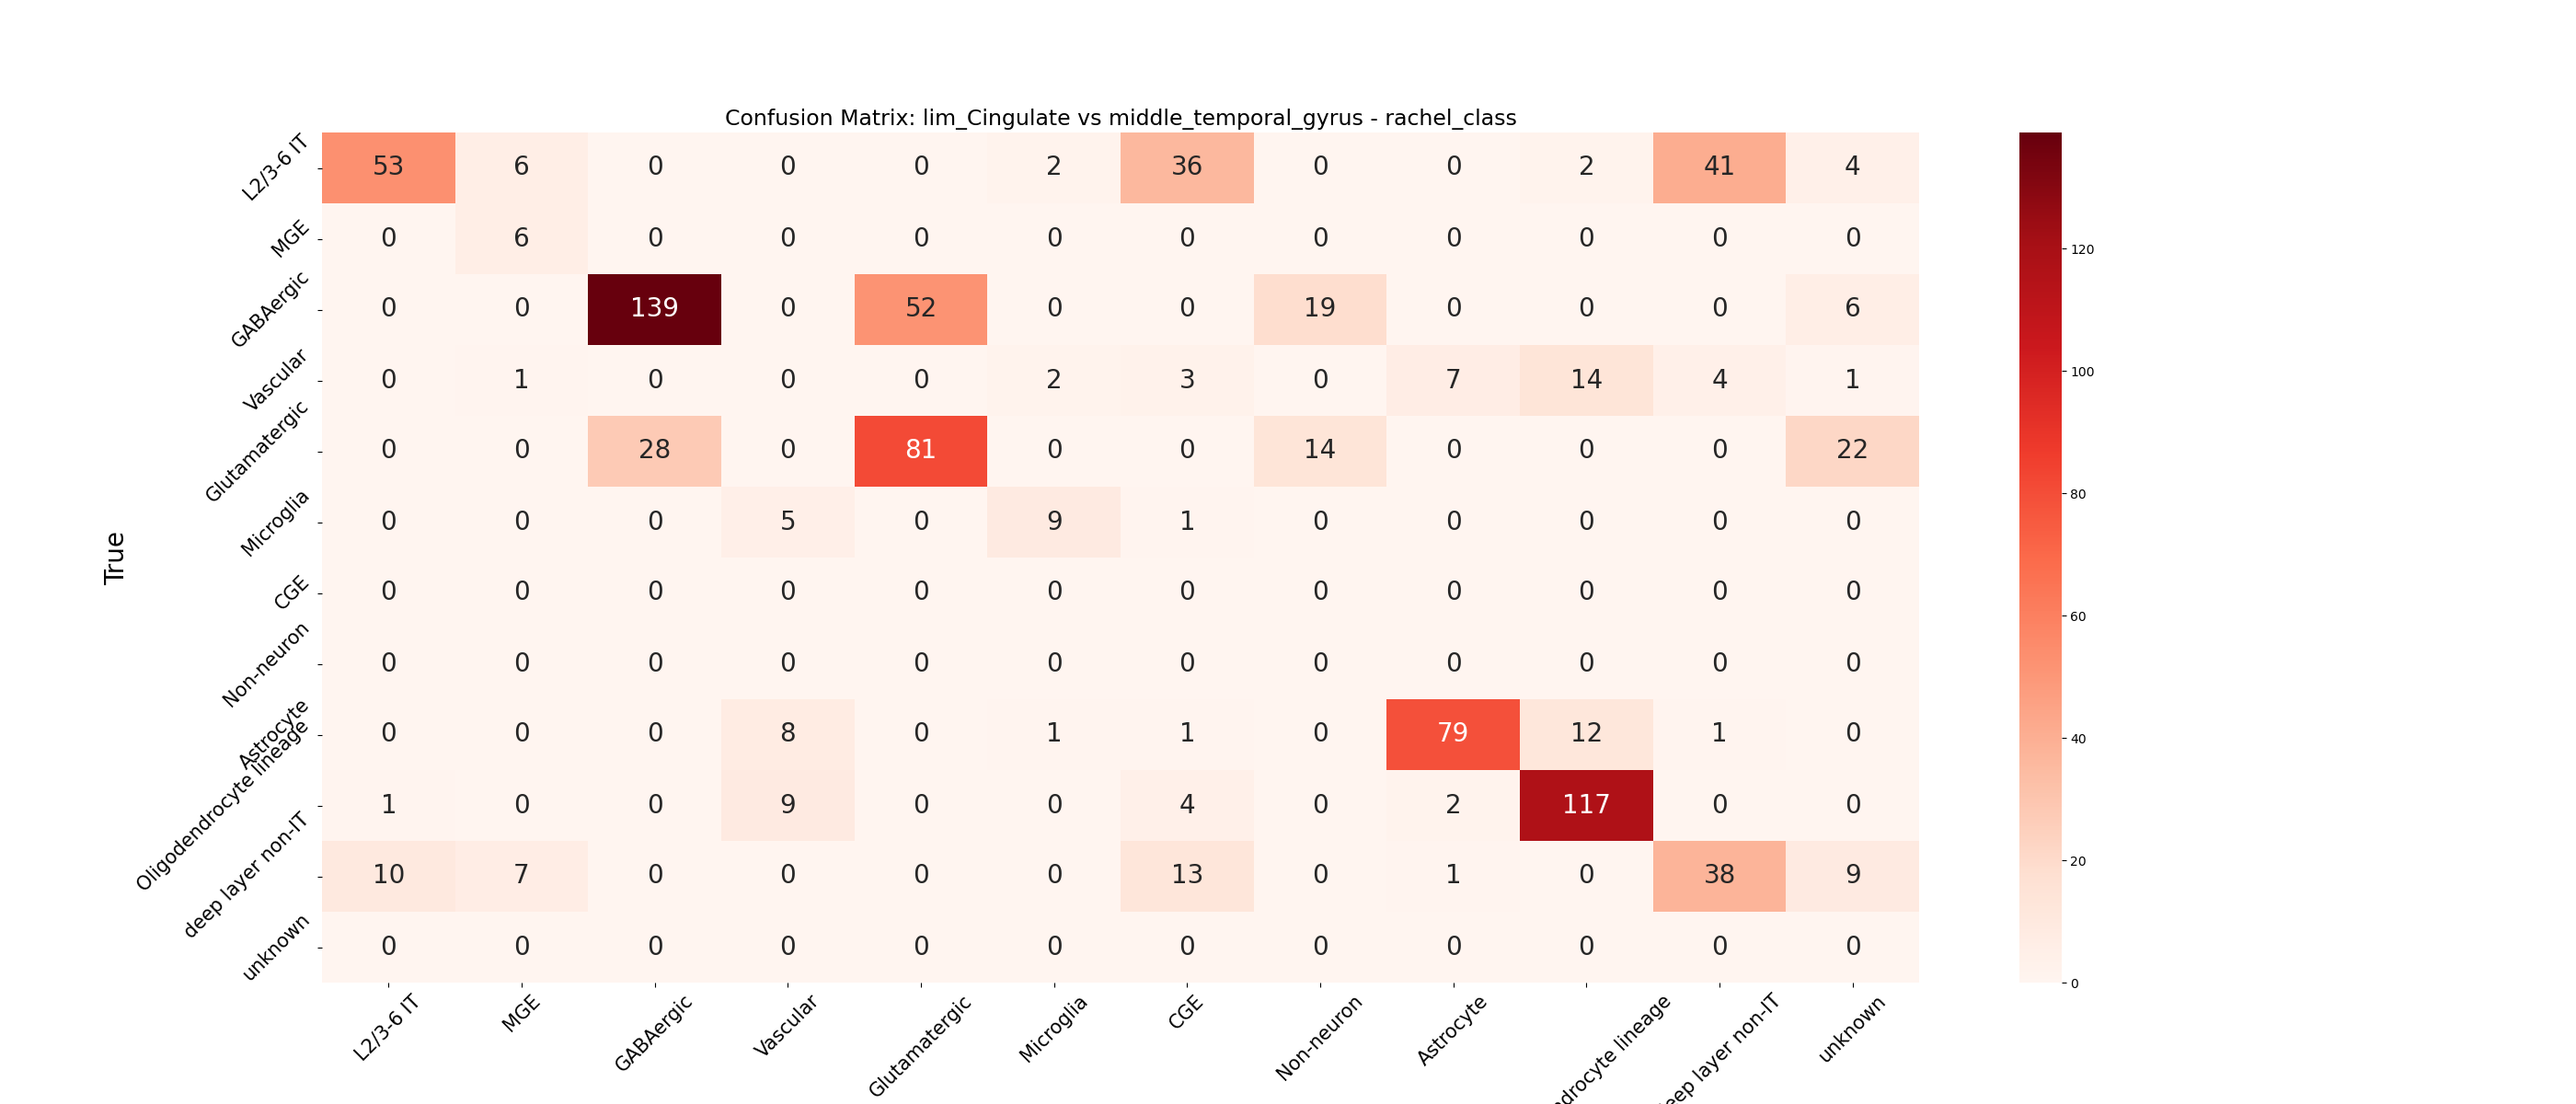 Confusion Matrix: lim_Cingulate vs middle_temporal_gyrus - rachel_class
True
L2/3-6 IT 53 6 0 0 0 2 36 0 0 2 41 4
MGE 0 6 0 0 0 0 0 0 0 0 0 0
GABAergic 0 0 139 0 52 0 0 19 0 0 0 6
Vascular 0 1 0 0 0 2 3 0 7 14 4 1
Glutamatergic 0 0 28 0 81 0 0 14 0 0 0 22
Microglia 0 0 0 5 0 9 1 0 0 0 0 0
CGE 0 0 0 0 0 0 0 0 0 0 0 0
Non-neuron 0 0 0 0 0 0 0 0 0 0 0 0
Astrocyte 0 0 0 8 0 1 1 0 79 12 1 0
Oligodendrocyte lineage 1 0 0 9 0 0 4 0 2 117 0 0
deep layer non-IT 10 7 0 0 0 0 13 0 1 0 38 9
unknown 0 0 0 0 0 0 0 0 0 0 0 0
L2/3-6 IT MGE GABAergic Vascular Glutamatergic Microglia CGE Non-neuron Astrocyte ndrocyte lineage eep layer non-IT unknown
120
100
80
60
40
20
0